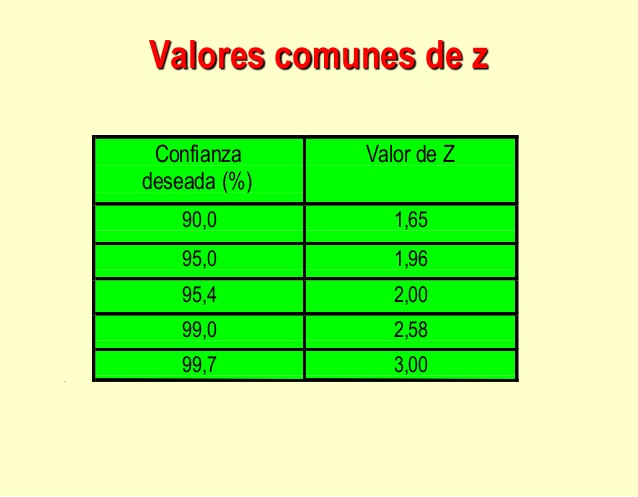 Valores comunes de z
Confianza deseada (%) Valor de Z
90,0 1,65
95,0 1,96
95,4 2,00
99,0 2,58
99,7 3,00